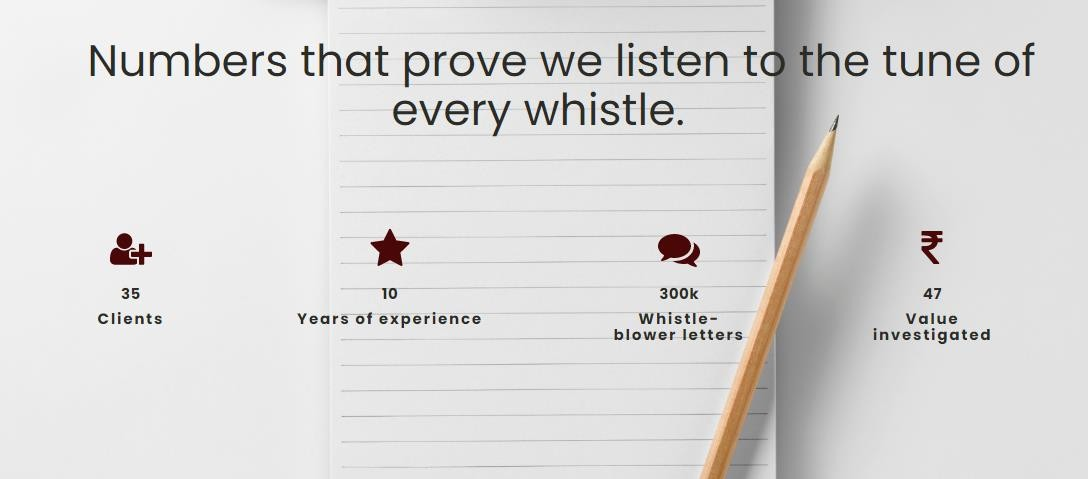 Numbers that prove we listen to the tune of
every whistle.
35
Clients
10
Years of experience
300k
Whistle-
blower letters
₹
47
Value
investigated